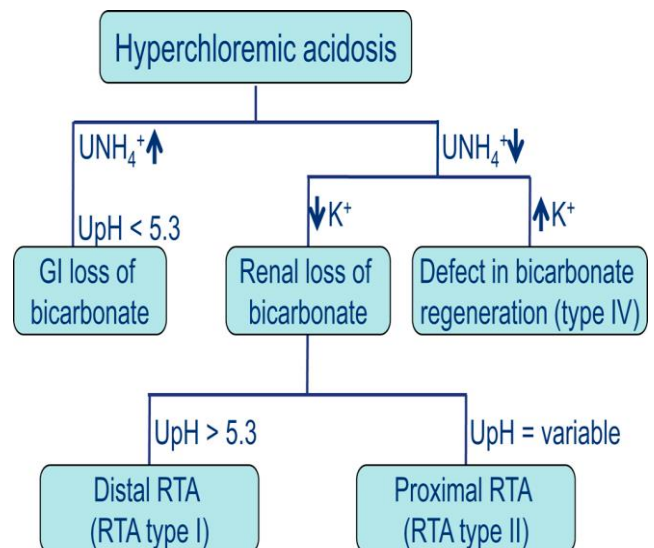 Hyperchloremic acidosis
UNH₄⁺↑
UNH₄⁺↓
UpH < 5.3
↓K⁺
↑K⁺
GI loss of
bicarbonate
Renal loss of
bicarbonate
Defect in bicarbonate
regeneration (type IV)
UpH > 5.3
UpH = variable
Distal RTA
(RTA type I)
Proximal RTA
(RTA type II)